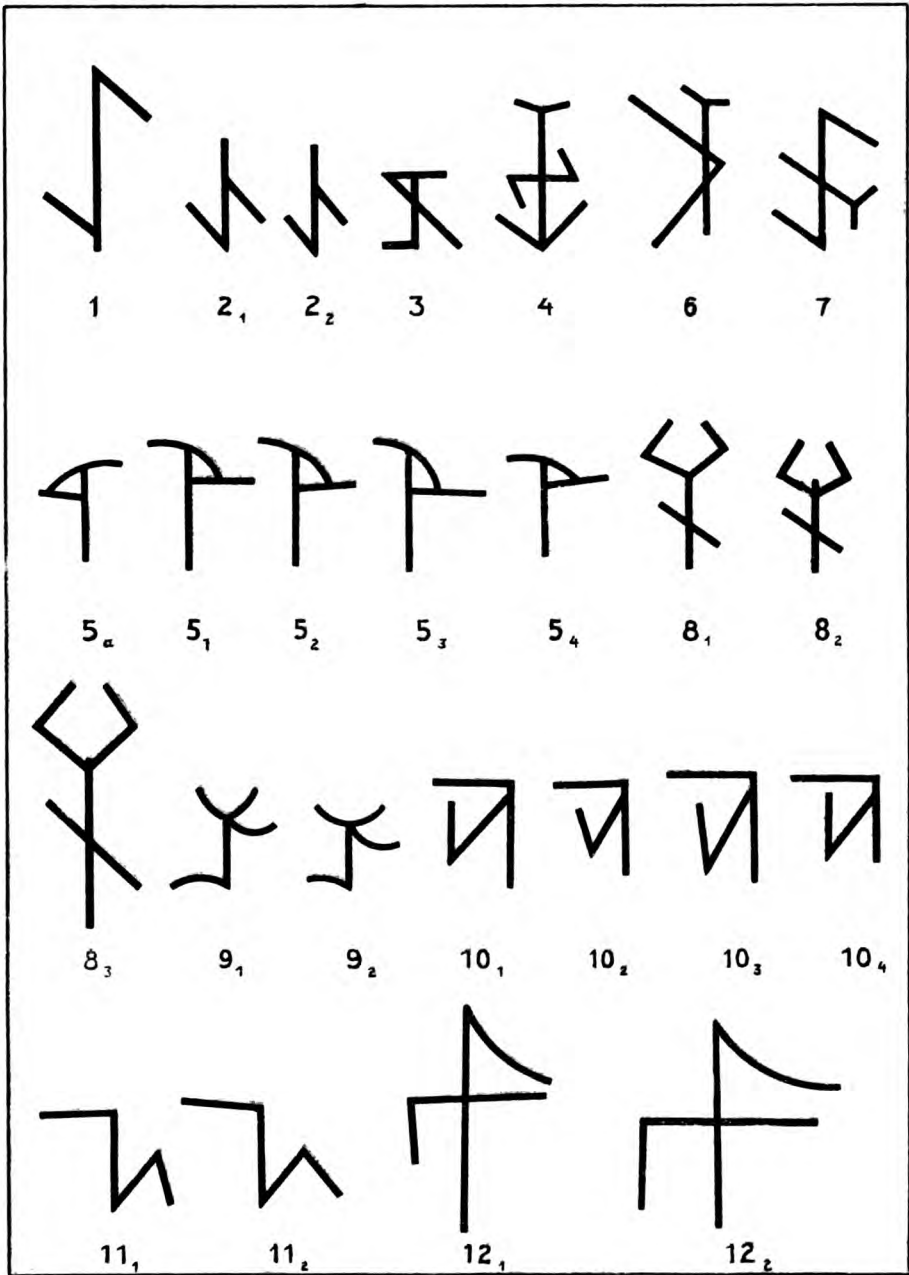 1 2₁ 2₂ 3 4 6 7
5ₐ 5₁ 5₂ 5₃ 5₄ 8₁ 8₂
8₃ 9₁ 9₂ 10₁ 10₂ 10₃ 10₄
11₁ 11₂ 12₁ 12₂